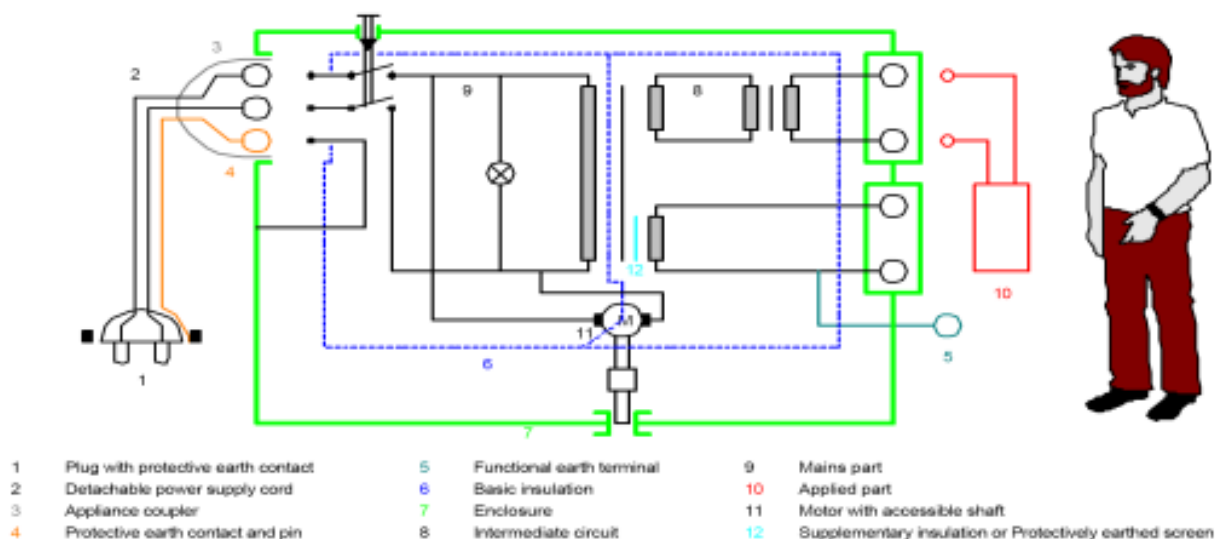 3
2
9
8
4
12
10
M
11
5
1
6
7
1 Plug with protective earth contact 5 Functional earth terminal 9 Mains part
2 Detachable power supply cord 6 Basic insulation 10 Applied part
3 Appliance coupler 7 Enclosure 11 Motor with accessible shaft
4 Protective earth contact and pin 8 Intermediate circuit 12 Supplementary insulation or Protectively earthed screen